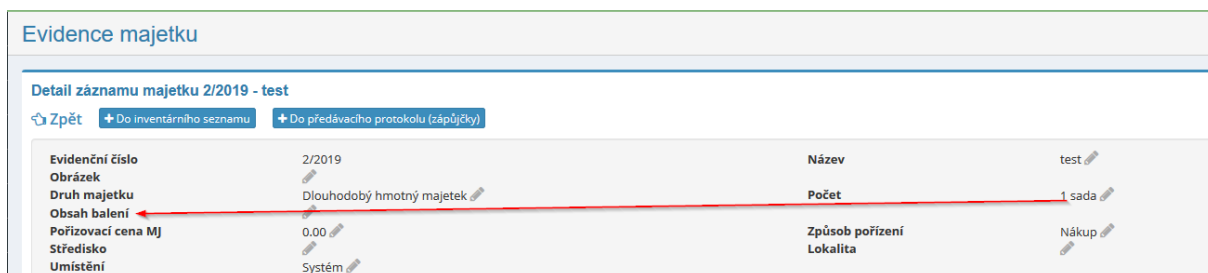 Evidence majetku
Detail záznamu majetku 2/2019 - test
Zpět + Do inventárního seznamu + Do předávacího protokolu (zápůjčky)
Evidenční číslo 2/2019 Název test
Obrázek
Druh majetku Dlouhodobý hmotný majetek Počet 1 sada
Obsah balení
Pořizovací cena MJ 0.00 Způsob pořízení Nákup
Středisko Lokalita
Umístění Systém